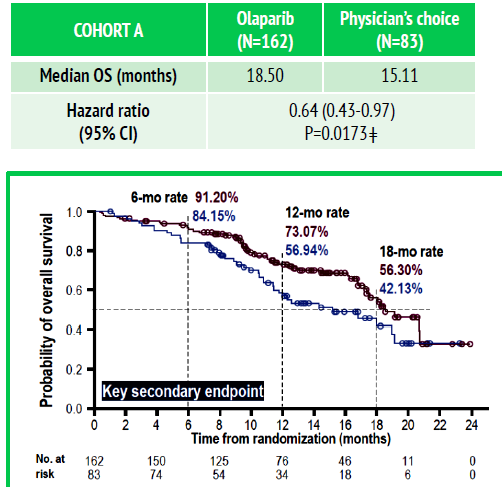 COHORT A
Olaparib
(N=162)
Physician's choice
(N=83)
Median OS (months)
18.50
15.11
Hazard ratio
(95% CI)
0.64 (0.43-0.97)
P=0.0173ǂ
6-mo rate 91.20%
84.15%
12-mo rate
73.07%
56.94%
18-mo rate
56.30%
42.13%
Probability of overall survival
1.0
0.8
0.6
0.4
0.2
0.0
Key secondary endpoint
0 2 4 6 8 10 12 14 16 18 20 22 24
Time from randomization (months)
No. at 162 150 125 76 46 11 0
risk 83 74 54 34 18 6 0